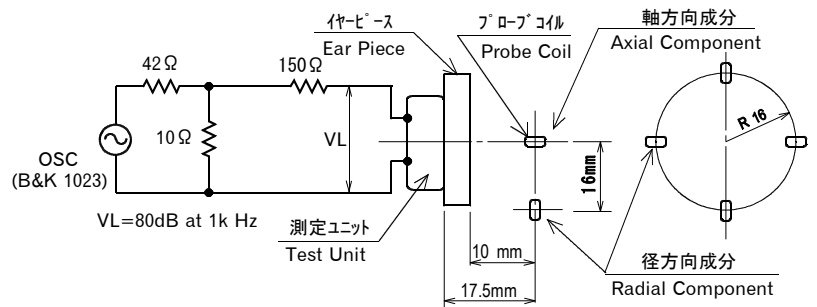 イヤーピース
Ear Piece
プローブコイル
Probe Coil
軸方向成分
Axial Component
42Ω
150Ω
10Ω
VL
OSC
(B&K 1023)
VL=80dB at 1k Hz
測定ユニット
Test Unit
16mm
R 16
10 mm
17.5mm
径方向成分
Radial Component